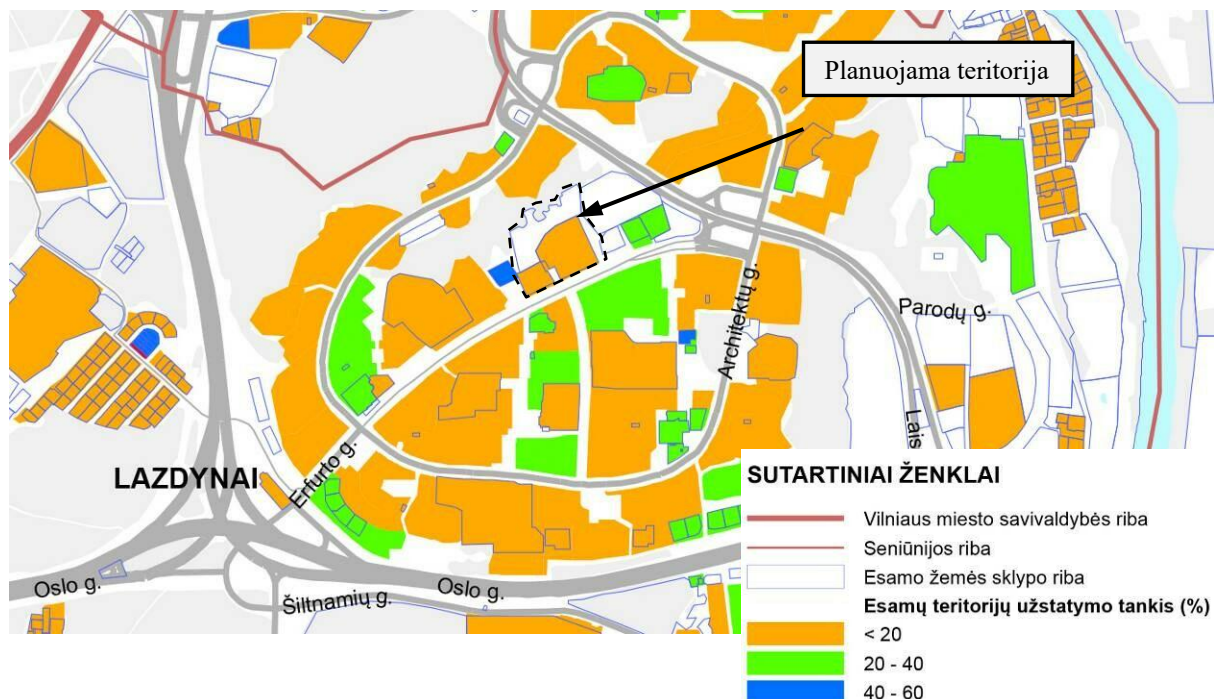 Planuojama teritorija
Parodų g.
Architektų g.
Lais
LAZDYNAI
Erfurto g.
Oslo g.
Šiltnamių g.
Oslo g.
SUTARTINIAI ŽENKLAI
Vilniaus miesto savivaldybės riba
Seniūnijos riba
Esamo žemės sklypo riba
Esamų teritorijų užstatymo tankis (%)
< 20
20 - 40
40 - 60